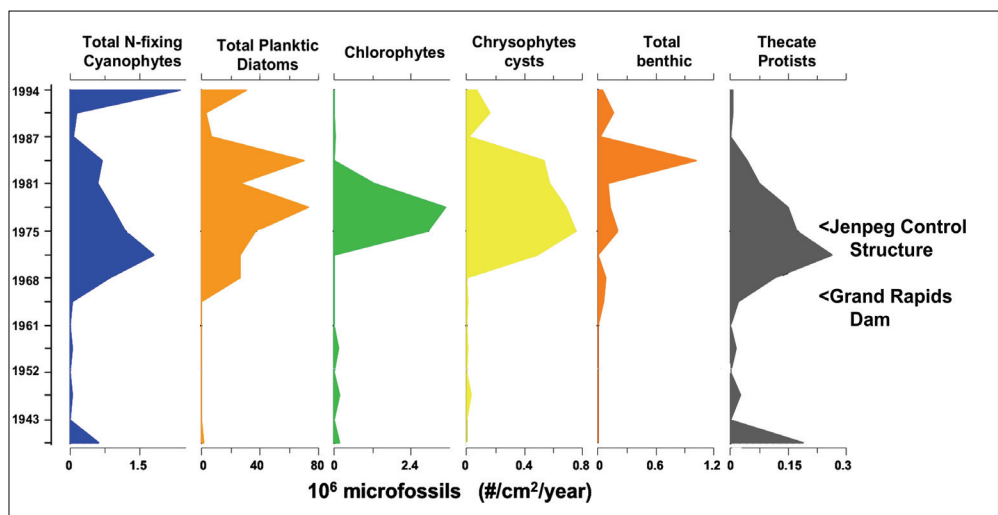 Total N-fixing
Cyanophytes
Total Planktic
Diatoms
Chlorophytes
Chrysophytes
cysts
Total
benthic
Thecate
Protists
1994
1987
1981
1975
1968
1961
1952
1943
<Jenpeg Control
Structure
<Grand Rapids
Dam
0 1.5
0 40 80
0 2.4
0 0.4 0.8
0 0.6 1.2
0 0.15 0.3
10⁶ microfossils (#/cm²/year)